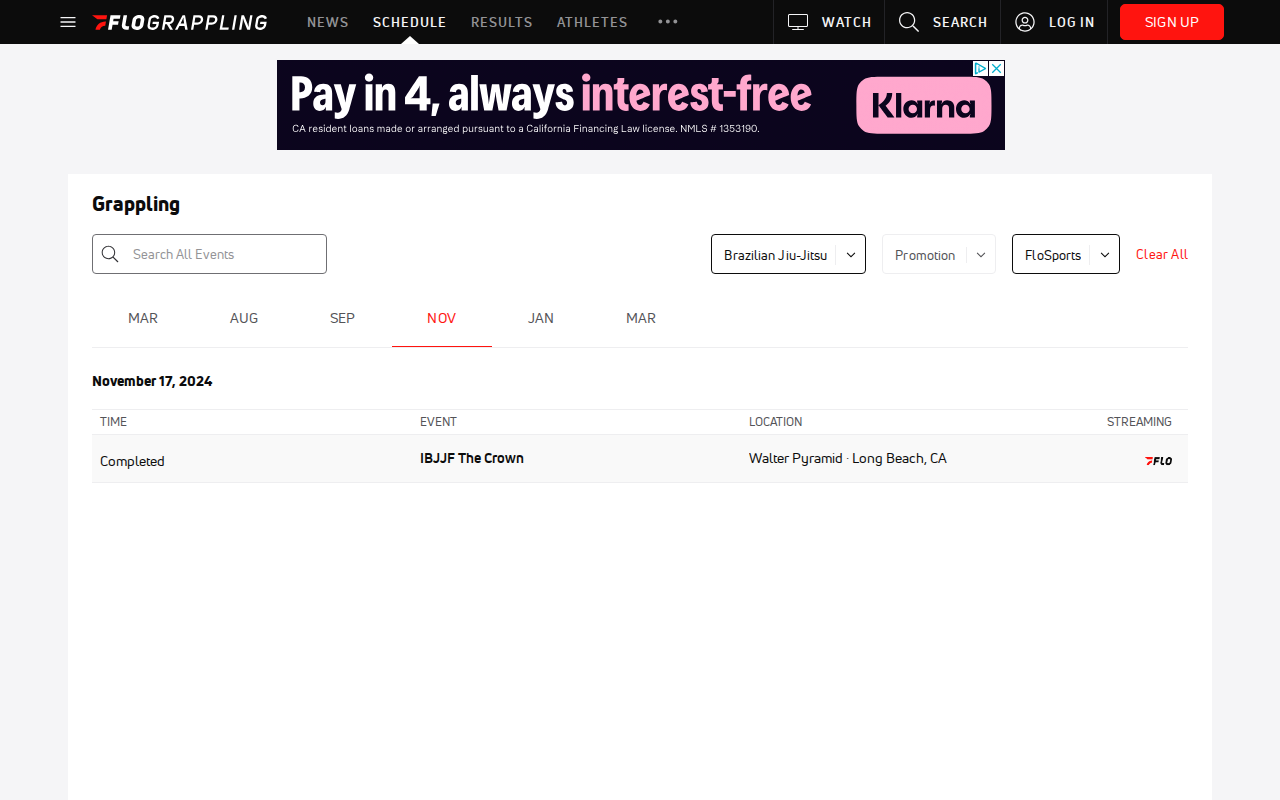 FLOGRAPPLING NEWS SCHEDULE RESULTS ATHLETES WATCH SEARCH LOG IN SIGN UP
Pay in 4, always interest-free
Klarna
CA resident loans made or arranged pursuant to a California Financing Law license. NMLS # 1353190.
Grappling
Search All Events Brazilian Jiu-Jitsu Promotion FloSports Clear All
MAR AUG SEP NOV JAN MAR
November 17, 2024
TIME EVENT LOCATION STREAMING
Completed IBJJF The Crown Walter Pyramid · Long Beach, CA FLO